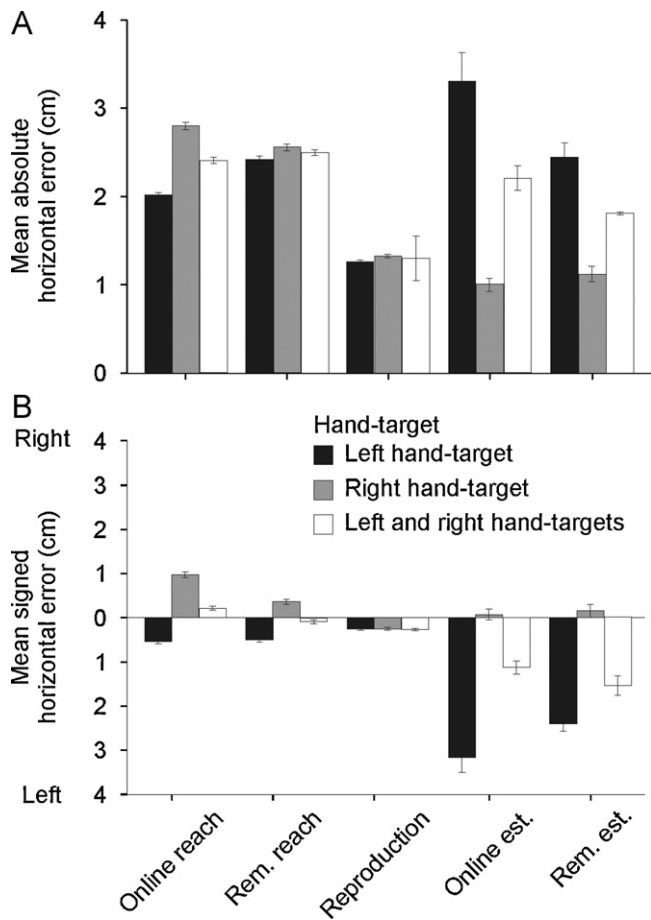 A
Mean absolute
horizontal error (cm)
4
3
2
1
0
B
Right
Mean signed
horizontal error (cm)
4
3
2
1
0
1
2
3
4
Left
Hand-target
Left hand-target
Right hand-target
Left and right hand-targets
Online reach
Rem. reach
Reproduction
Online est.
Rem. est.